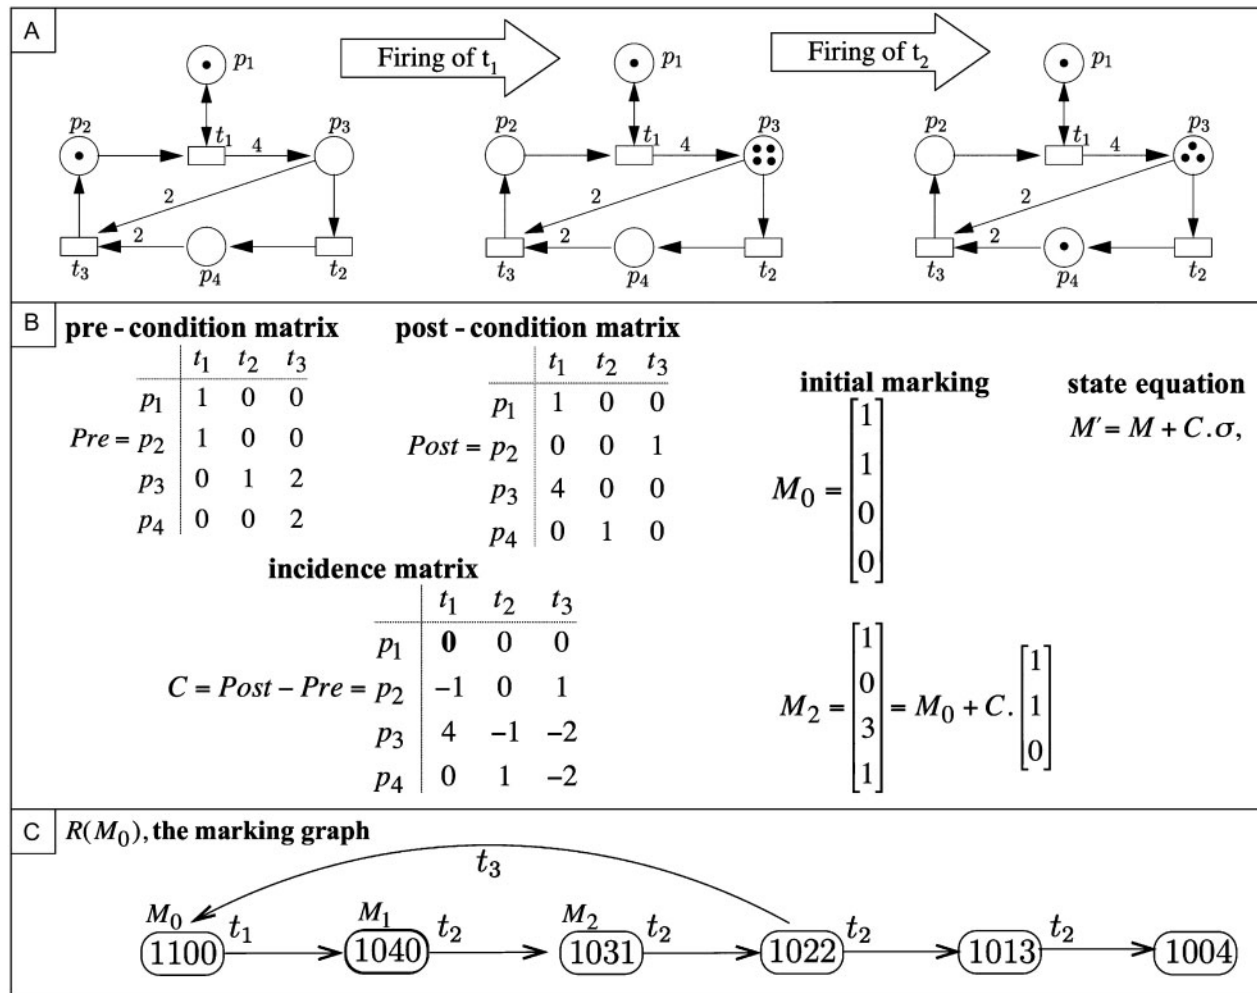 A
Firing of t1
Firing of t2
p1
p2
t1
4
p3
2
2
t3
p4
t2
p1
p2
t1
4
p3
2
2
t3
p4
t2
p1
p2
t1
4
p3
2
2
t3
p4
t2
B
pre - condition matrix
t1 t2 t3
p1 1 0 0
Pre = p2 1 0 0
p3 0 1 2
p4 0 0 2
post - condition matrix
t1 t2 t3
p1 1 0 0
Post = p2 0 0 1
p3 4 0 0
p4 0 1 0
initial marking
M0 = [1 1 0 0]
state equation
M' = M + C.σ,
incidence matrix
t1 t2 t3
p1 0 0 0
C = Post − Pre = p2 −1 0 1
p3 4 −1 −2
p4 0 1 −2
M2 = [1 0 3 1] = M0 + C. [1 1 0]
C
R(M0), the marking graph
t3
M0
1100
t1
M1
1040
t2
M2
1031
t2
1022
t2
1013
t2
1004